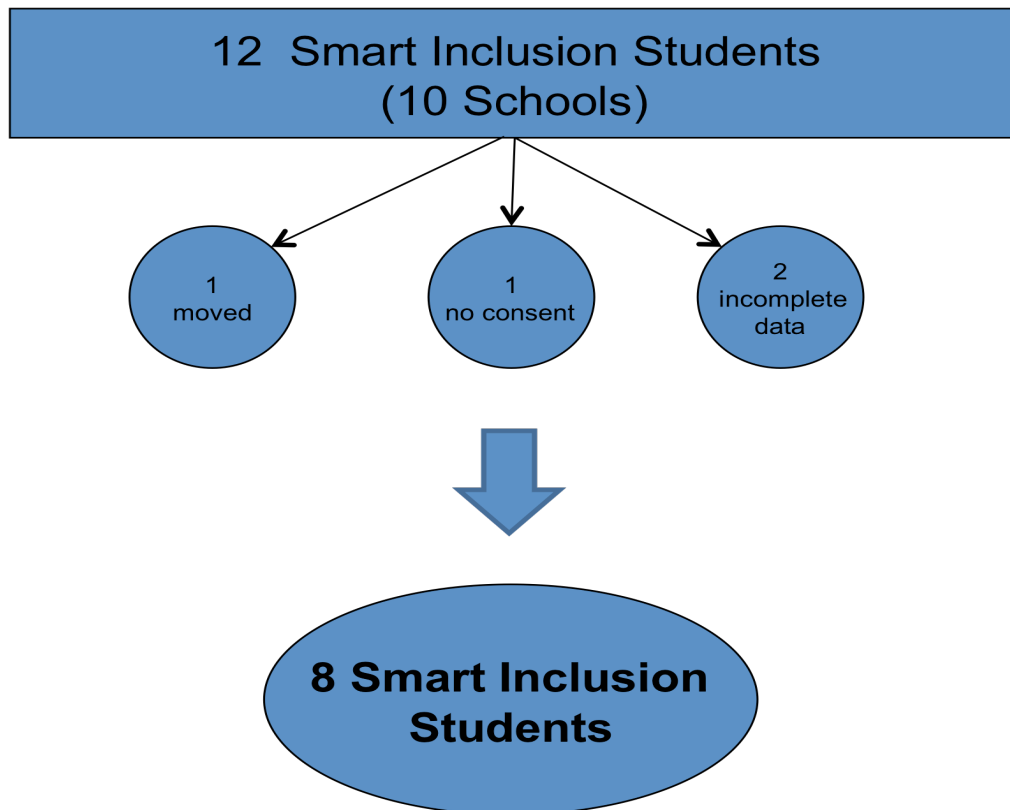 12 Smart Inclusion Students
(10 Schools)
1
moved
1
no consent
2
incomplete
data
8 Smart Inclusion
Students